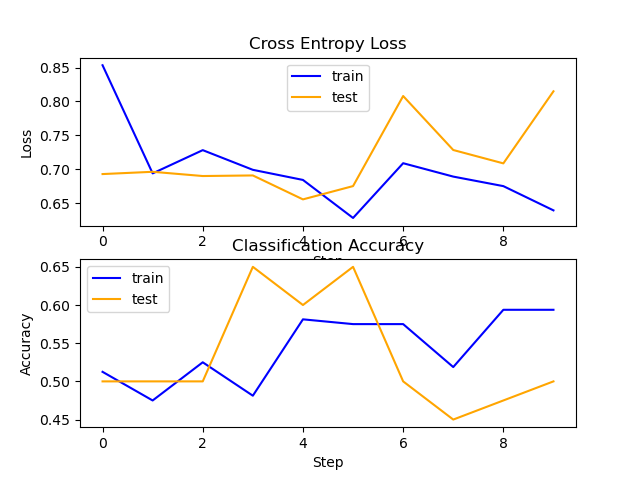 Cross Entropy Loss
0.85
0.80
0.75
0.70
0.65
Loss
train
test
0 2 4 6 8
Step
Classification Accuracy
0.65
0.60
0.55
0.50
0.45
Accuracy
train
test
0 2 4 6 8
Step